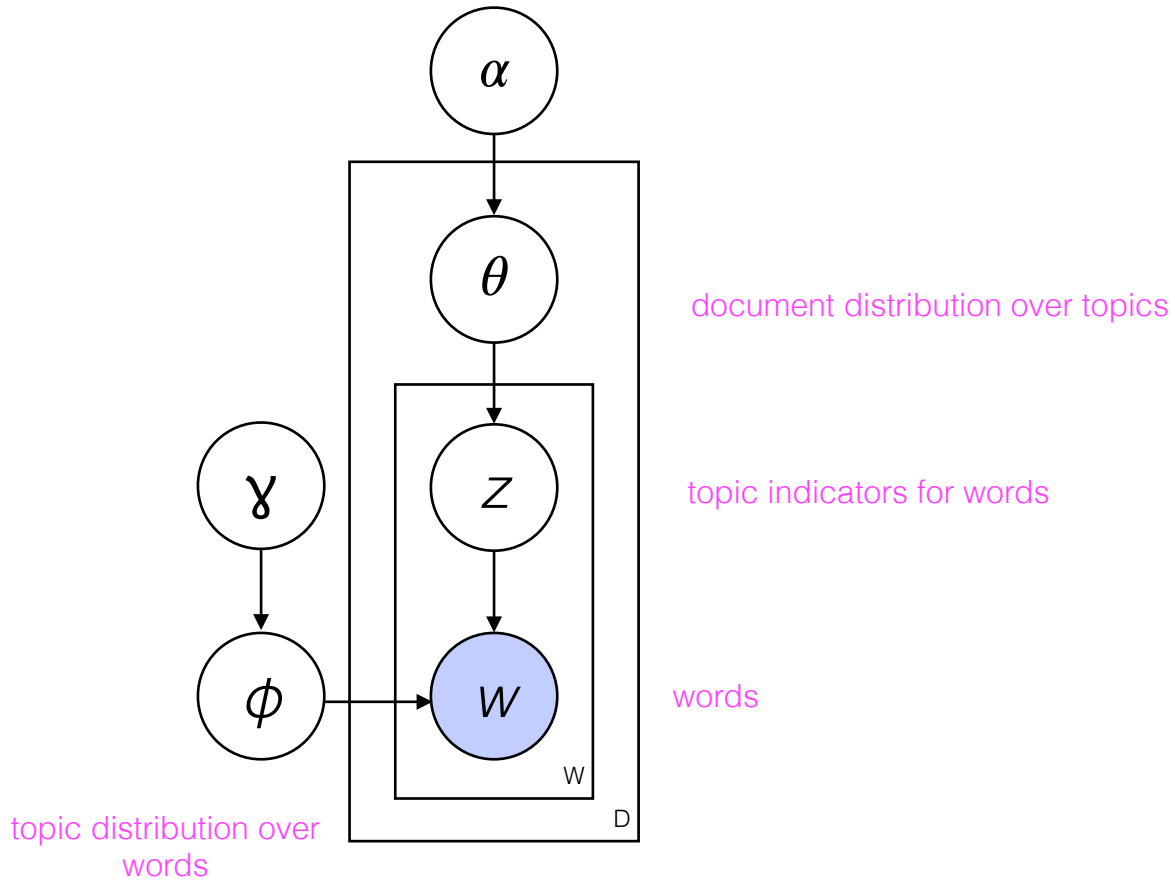 α
θ
document distribution over topics
γ
z
topic indicators for words
ϕ
w
words
W
D
topic distribution over
words